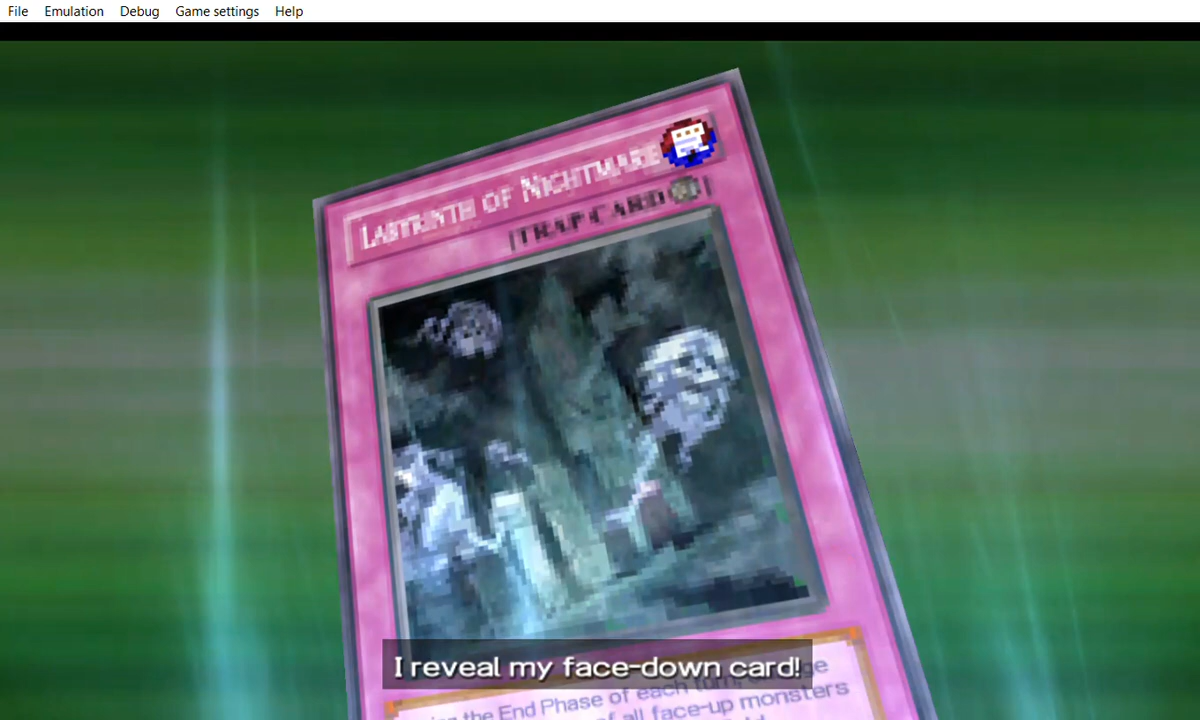 File Emulation Debug Game settings Help
LABYRINTH OF NIGHTMARE
[TRAP CARD
I reveal my face-down card!
the End Phase of each turn,
of all face-up monsters